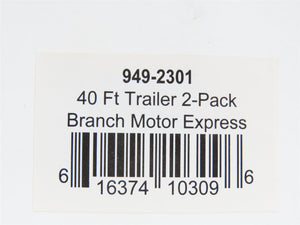 949-2301
40 Ft Trailer 2-Pack
Branch Motor Express
6 16374 10309 6